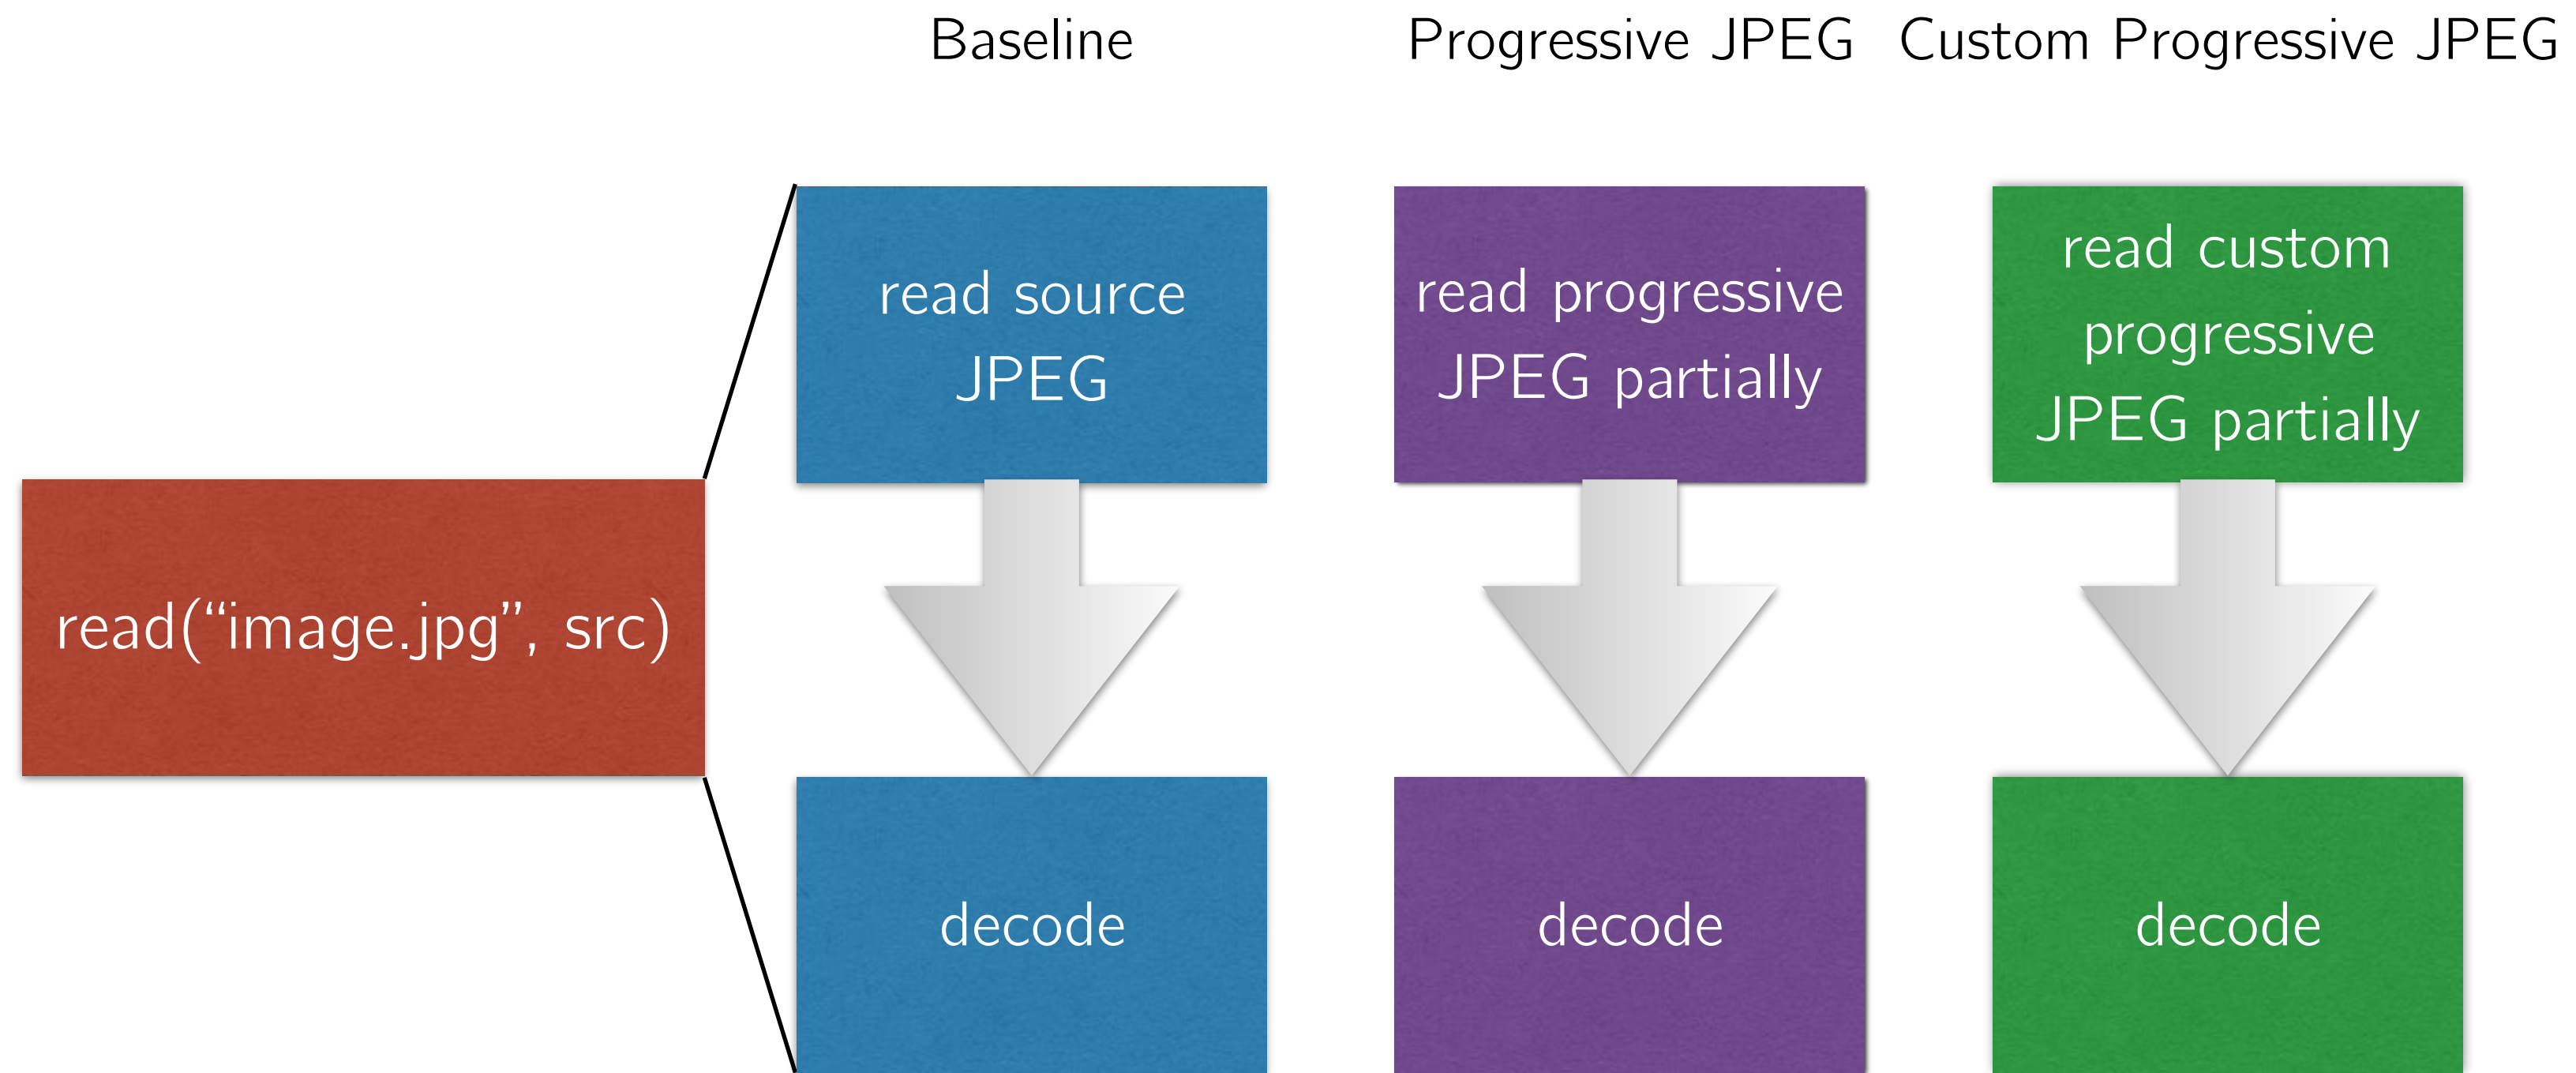 Baseline
Progressive JPEG
Custom Progressive JPEG
read(“image.jpg”, src)
read source
JPEG
decode
read progressive
JPEG partially
decode
read custom
progressive
JPEG partially
decode